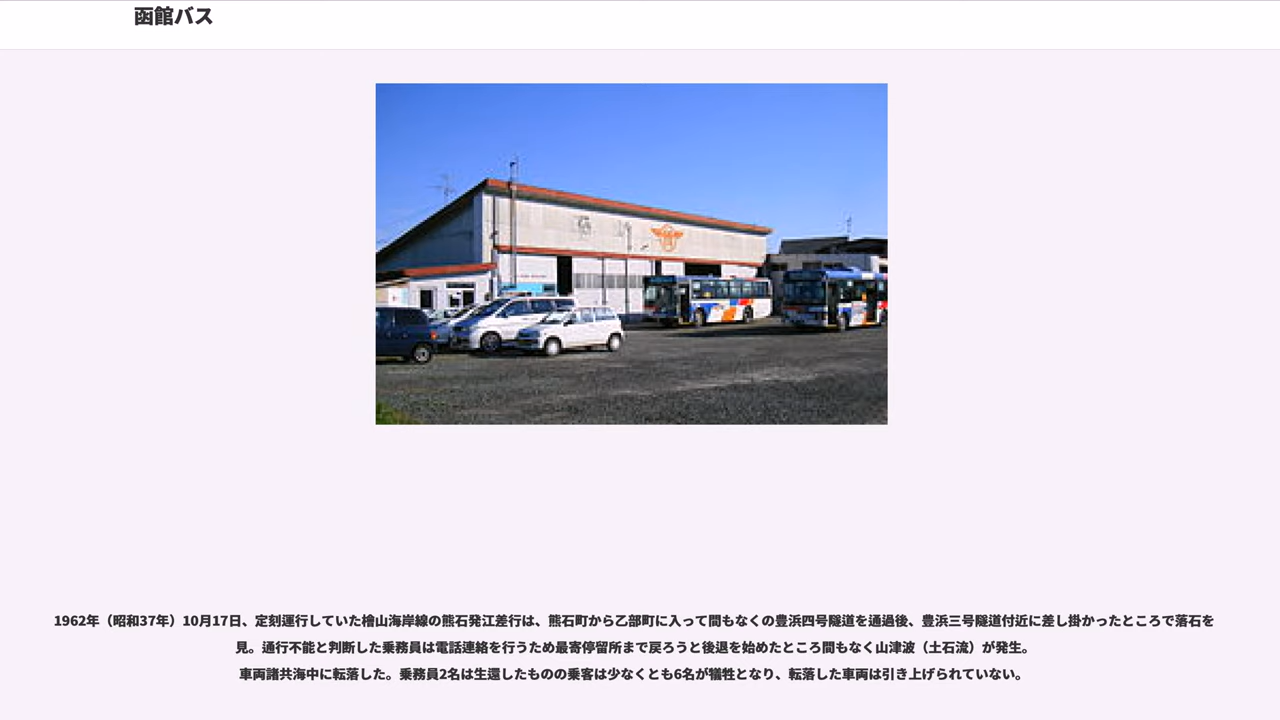 函館バス
1962年（昭和37年）10月17日、定刻運行していた檜山海岸線の熊石発江差行は、熊石町から乙部町に入って間もなくの豊浜四号隧道を通過後、豊浜三号隧道付近に差し掛かったところで落石を
見。通行不能と判断した乗務員は電話連絡を行うため最寄停留所まで戻ろうと後退を始めたところ間もなく山津波（土石流）が発生。
車両諸共海中に転落した。乗務員2名は生還したものの乗客は少なくとも6名が犠牲となり、転落した車両は引き上げられていない。